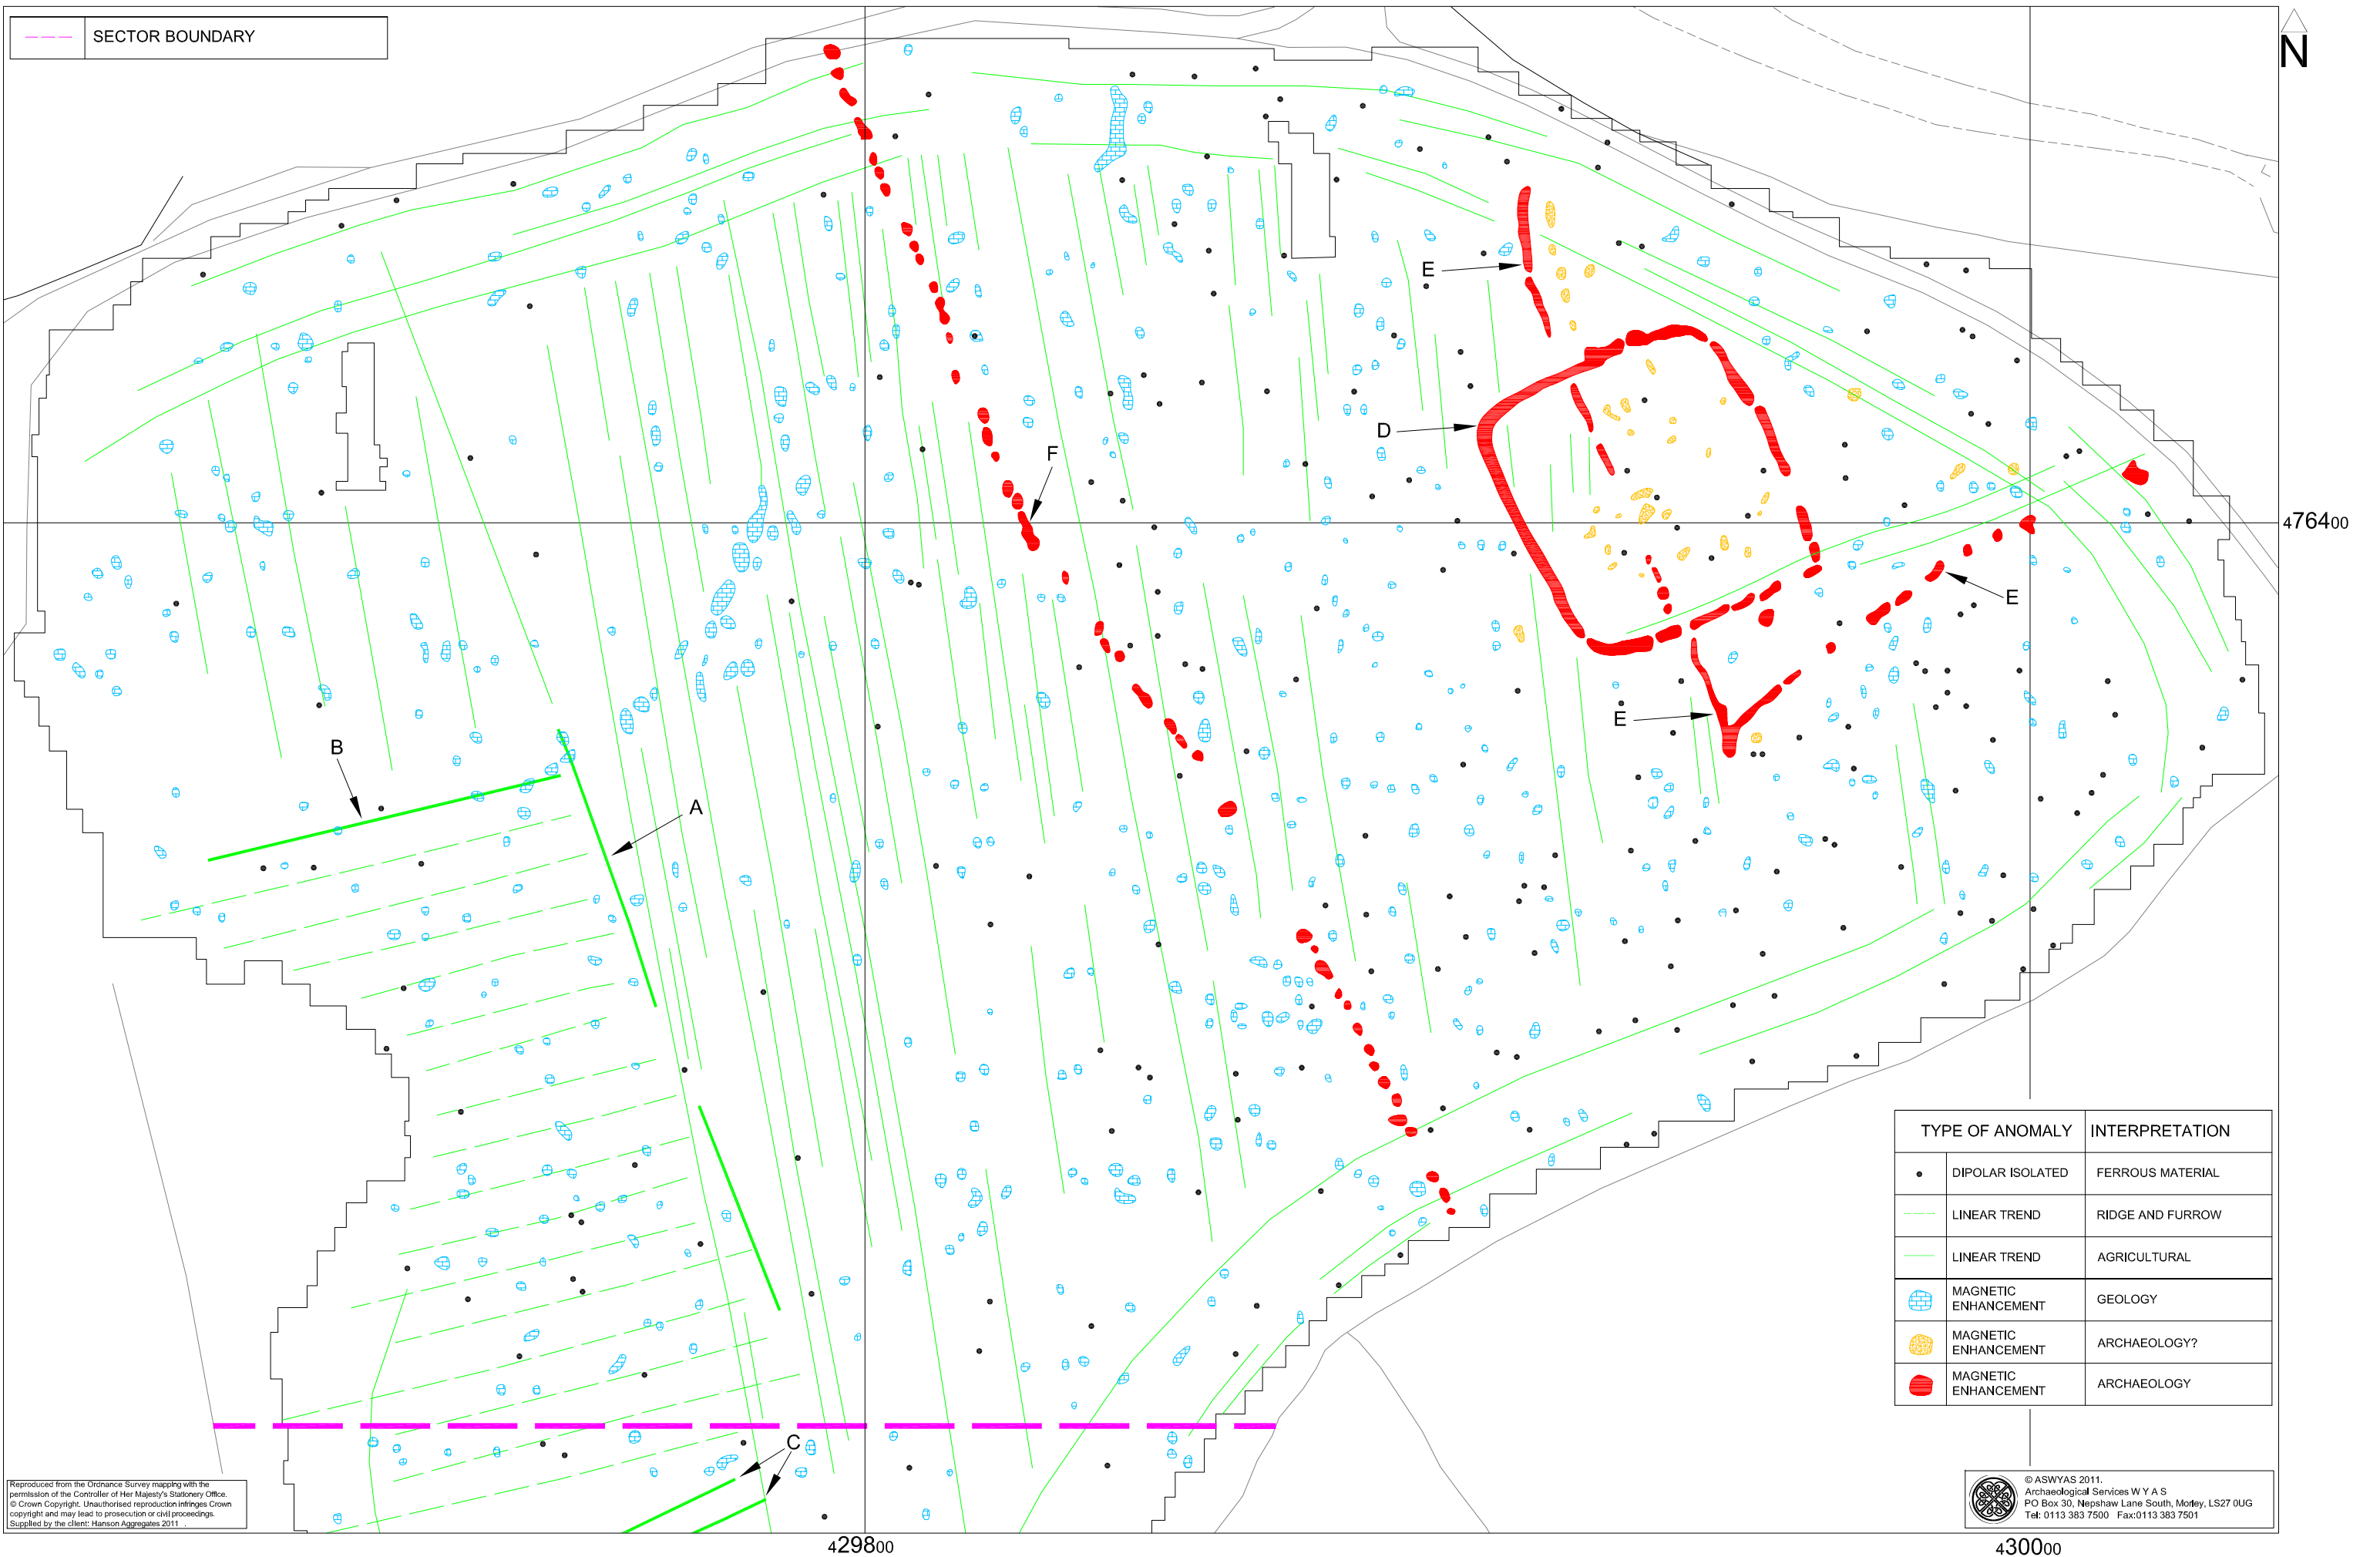 SECTOR BOUNDARY
N
E
D
F
476400
E
E
B
A
TYPE OF ANOMALY INTERPRETATION
DIPOLAR ISOLATED FERROUS MATERIAL
LINEAR TREND RIDGE AND FURROW
LINEAR TREND AGRICULTURAL
MAGNETIC
ENHANCEMENT GEOLOGY
MAGNETIC
ENHANCEMENT ARCHAEOLOGY?
MAGNETIC
ENHANCEMENT ARCHAEOLOGY
C
Reproduced from the Ordnance Survey mapping with the
permission of the Controller of Her Majesty's Stationery Office.
© Crown Copyright. Unauthorised reproduction infringes Crown
copyright and may lead to prosecution or civil proceedings.
Supplied by the client: Hanson Aggregates 2011 .
© ASWYAS 2011.
Archaeological Services W Y A S
PO Box 30, Nepshaw Lane South, Morley, LS27 0UG
Tel: 0113 383 7500 Fax:0113 383 7501
429800
430000